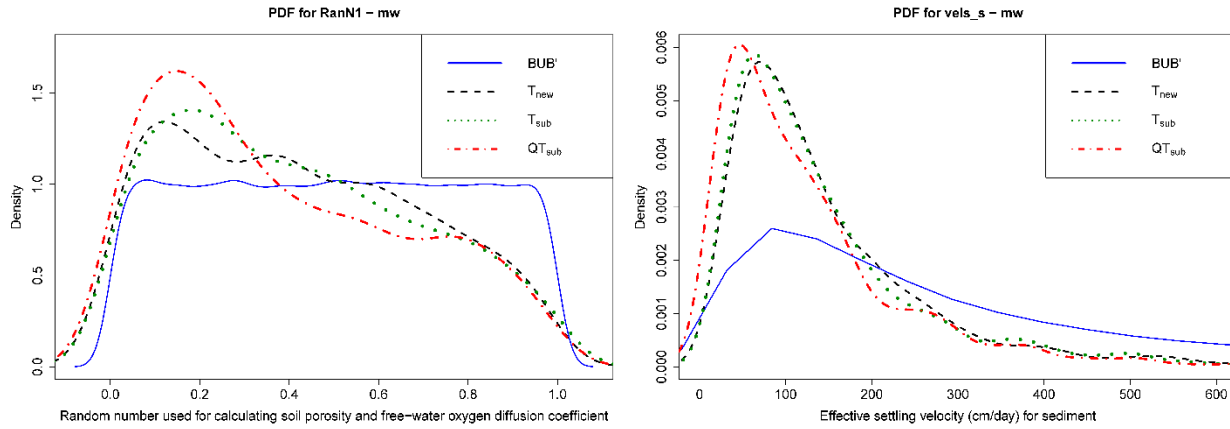 PDF for RanN1 − mw
Density
0.0 0.5 1.0 1.5
0.0 0.2 0.4 0.6 0.8 1.0
Random number used for calculating soil porosity and free−water oxygen diffusion coefficient
BUB'
Tnew
Tsub
QTsub
PDF for vels_s − mw
Density
0.000 0.001 0.002 0.003 0.004 0.005 0.006
0 100 200 300 400 500 600
Effective settling velocity (cm/day) for sediment
BUB'
Tnew
Tsub
QTsub